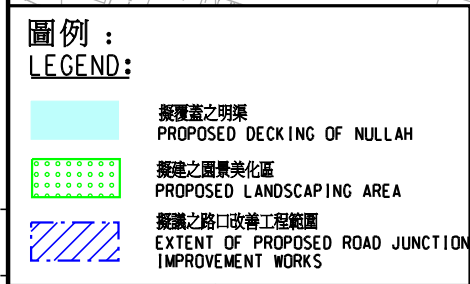 圖例：
LEGEND:
擬覆蓋之明渠
PROPOSED DECKING OF NULLAH
擬建之園景美化區
PROPOSED LANDSCAPING AREA
擬議之路口改善工程範圍
EXTENT OF PROPOSED ROAD JUNCTION
IMPROVEMENT WORKS